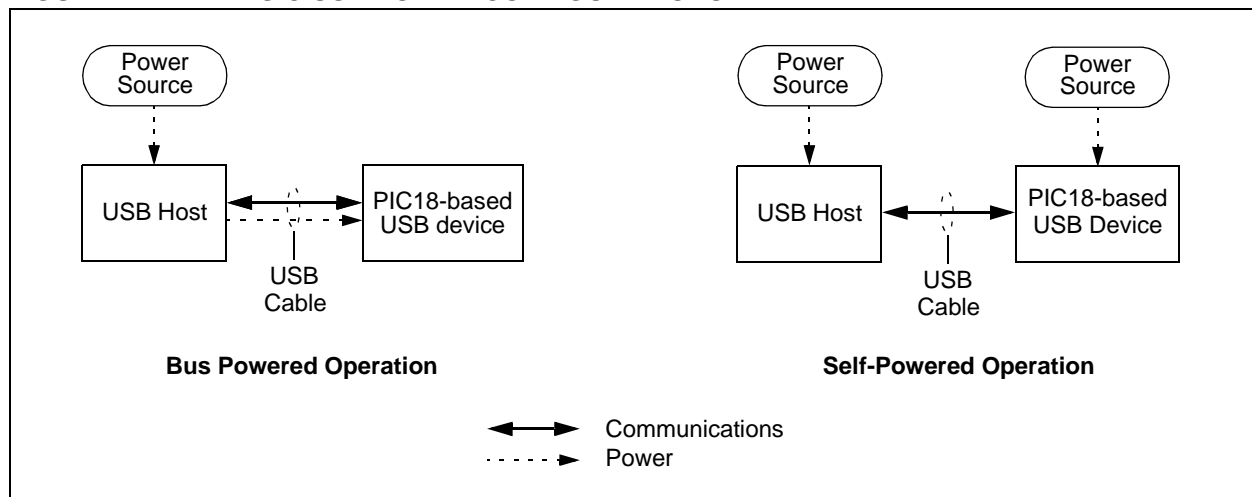 Power
Source
USB Host
PIC18-based
USB device
USB
Cable
Bus Powered Operation
Power
Source
Power
Source
USB Host
PIC18-based
USB Device
USB
Cable
Self-Powered Operation
Communications
Power